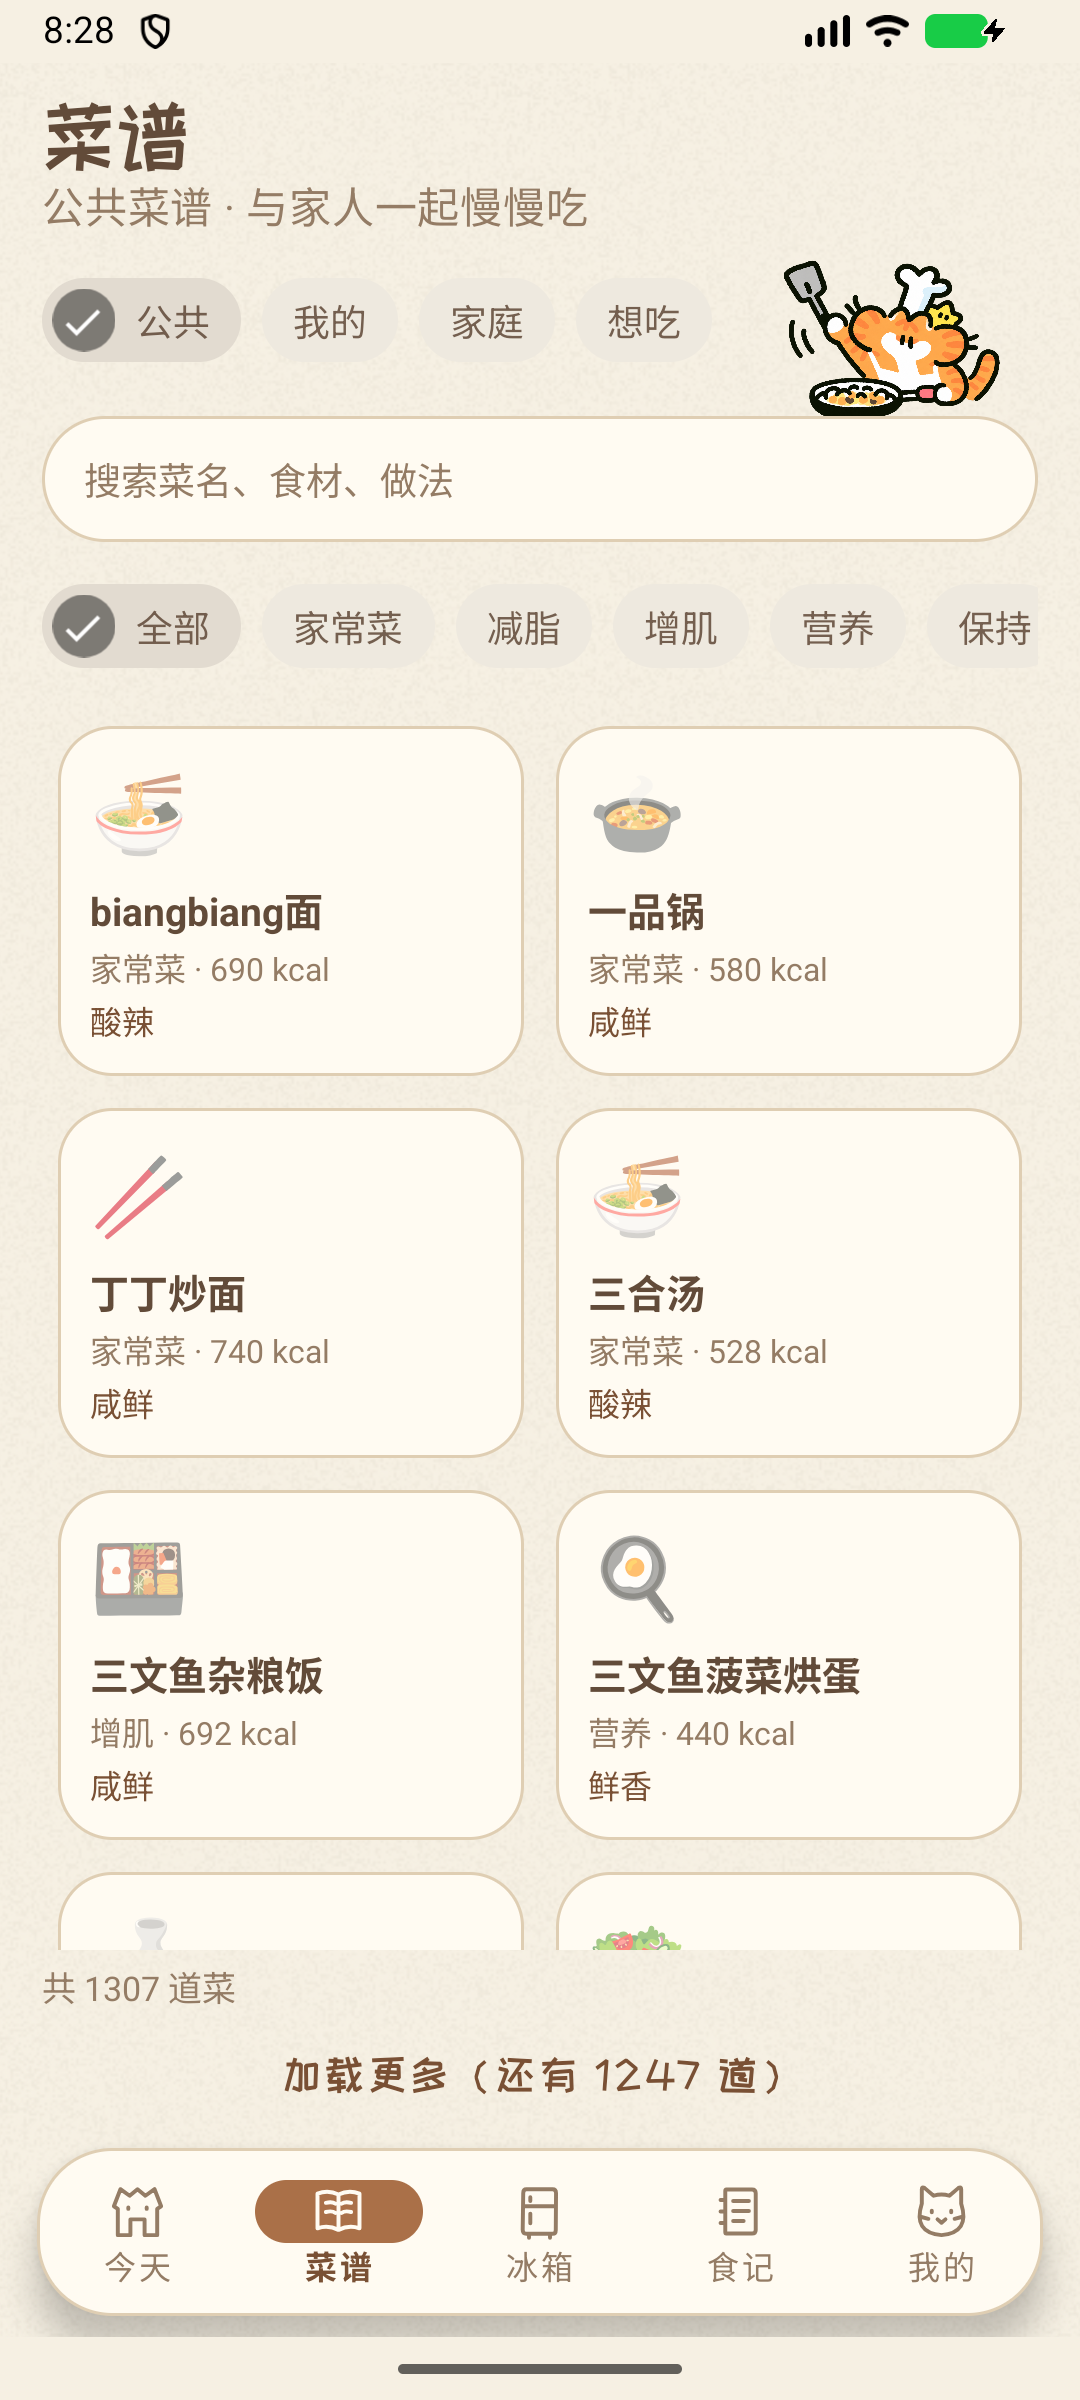 8:28
菜谱
公共菜谱 · 与家人一起慢慢吃
公共 我的 家庭 想吃
搜索菜名、食材、做法
全部 家常菜 减脂 增肌 营养 保持
biangbiang面
家常菜 · 690 kcal
酸辣
一品锅
家常菜 · 580 kcal
咸鲜
丁丁炒面
家常菜 · 740 kcal
咸鲜
三合汤
家常菜 · 528 kcal
酸辣
三文鱼杂粮饭
增肌 · 692 kcal
咸鲜
三文鱼菠菜烘蛋
营养 · 440 kcal
鲜香
共 1307 道菜
加载更多（还有 1247 道）
今天 菜谱 冰箱 食记 我的